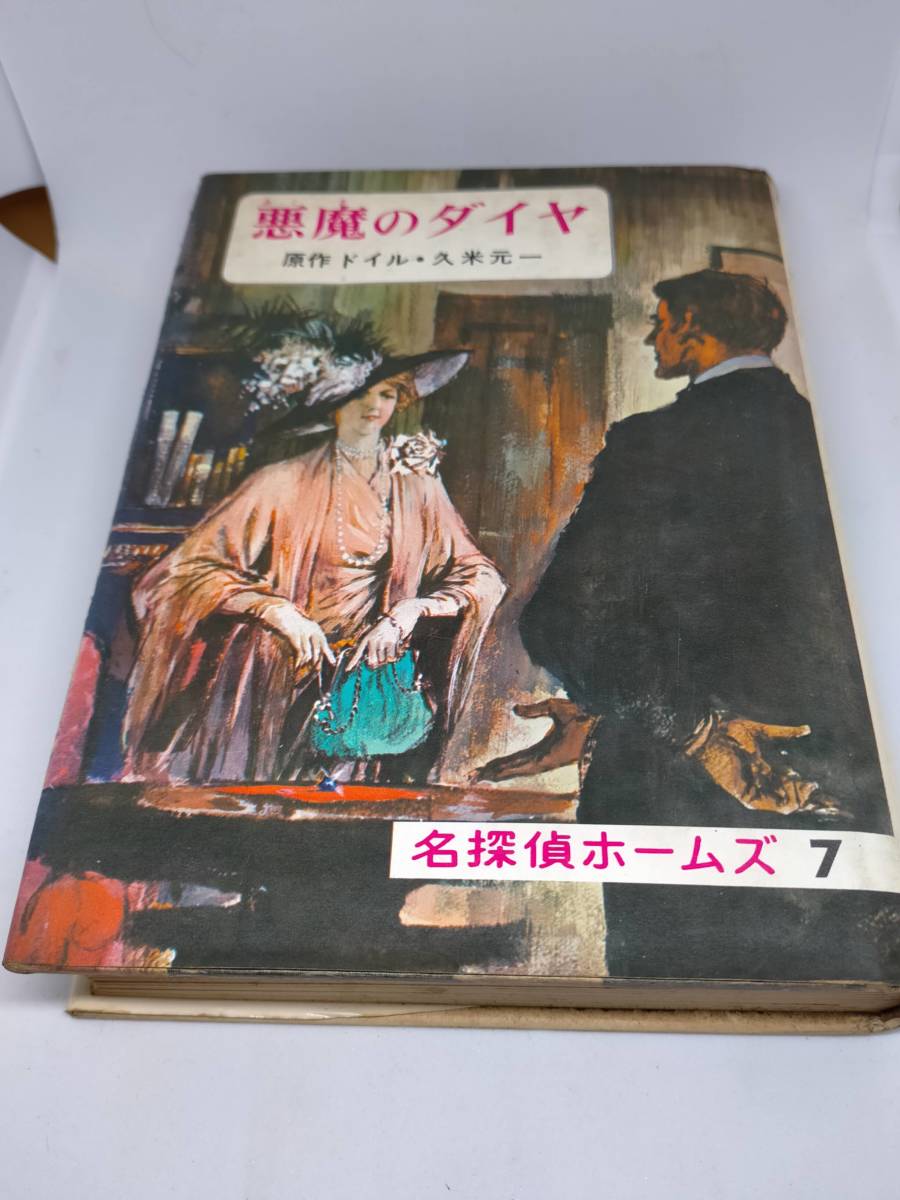 悪魔のダイヤ
原作 ドイル・久米元一
名探偵ホームズ 7